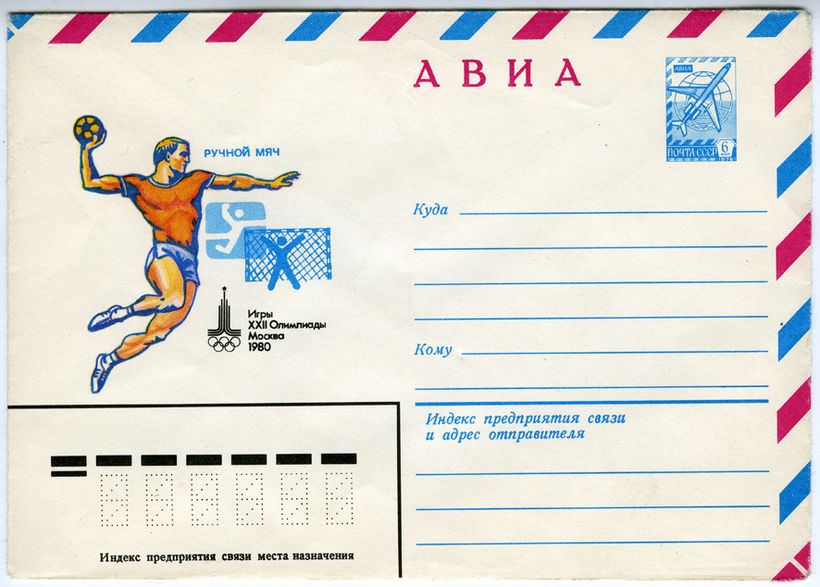 АВИА
АВИА
ПОЧТА СССР
6
1978
РУЧНОЙ МЯЧ
Куда
Игры
XXII Олимпиады
Москва
1980
Кому
Индекс предприятия связи
и адрес отправителя
Индекс предприятия связи места назначения